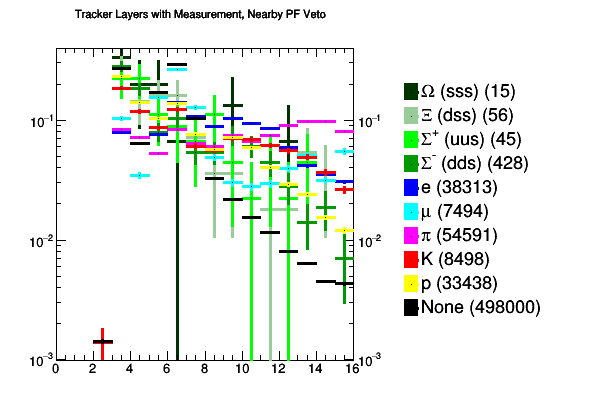 Tracker Layers with Measurement, Nearby PF Veto
10⁻¹
10⁻¹
10⁻²
10⁻²
10⁻³
10⁻³
0 2 4 6 8 10 12 14 16
Ω (sss) (15)
Ξ (dss) (56)
Σ⁺ (uus) (45)
Σ⁻ (dds) (428)
e (38313)
μ (7494)
π (54591)
K (8498)
p (33438)
None (498000)